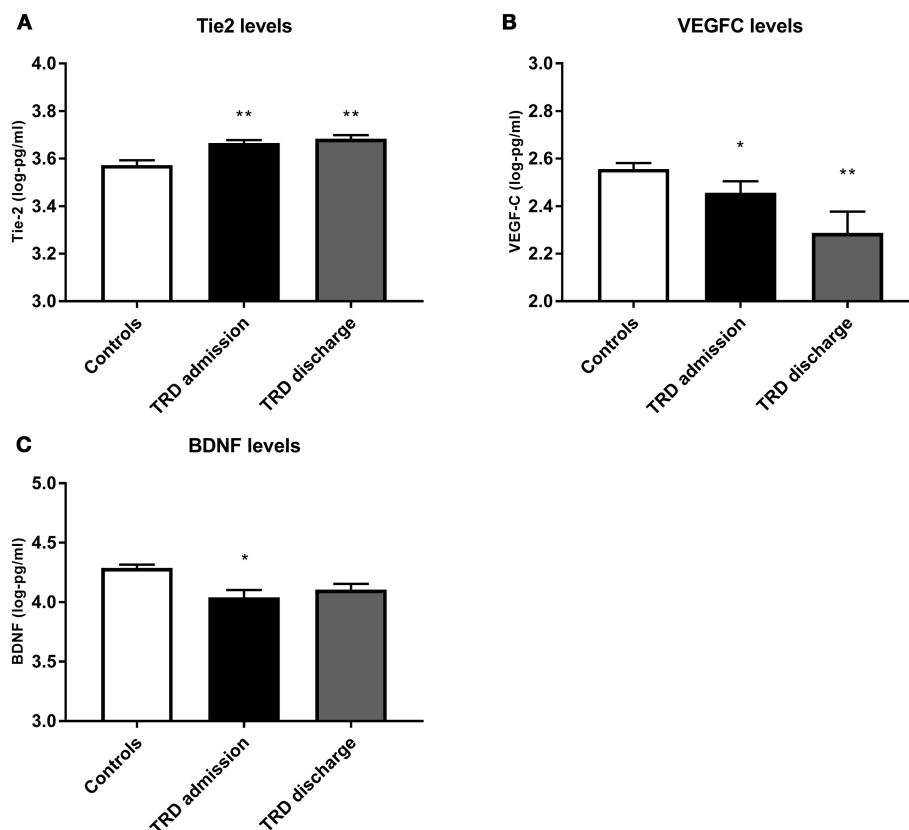 A
Tie2 levels
Tie-2 (log-pg/ml)
4.0
3.8
3.6
3.4
3.2
3.0
**
**
Controls
TRD admission
TRD discharge
B
VEGFC levels
VEGF-C (log-pg/ml)
2.0
2.2
2.4
2.6
2.8
3.0
*
**
Controls
TRD admission
TRD discharge
C
BDNF levels
BDNF (log-pg/ml)
5.0
4.5
4.0
3.5
3.0
*
Controls
TRD admission
TRD discharge